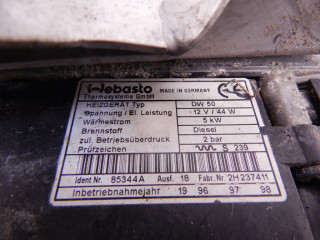 Webasto
Thermosysteme GmbH
MADE IN GERMANY
HEIZGERÄT Typ DW 50
Spannung / El. Leistung 12 V / 44 W
Wärmestrom 5 kW
Brennstoff Diesel
zul. Betriebsüberdruck 2 bar
Prüfzeichen S 239
Ident Nr. 85344A Ausf. 18 Fabr. Nr. 2H237411
Inbetriebnahmejahr 19 96 97 98